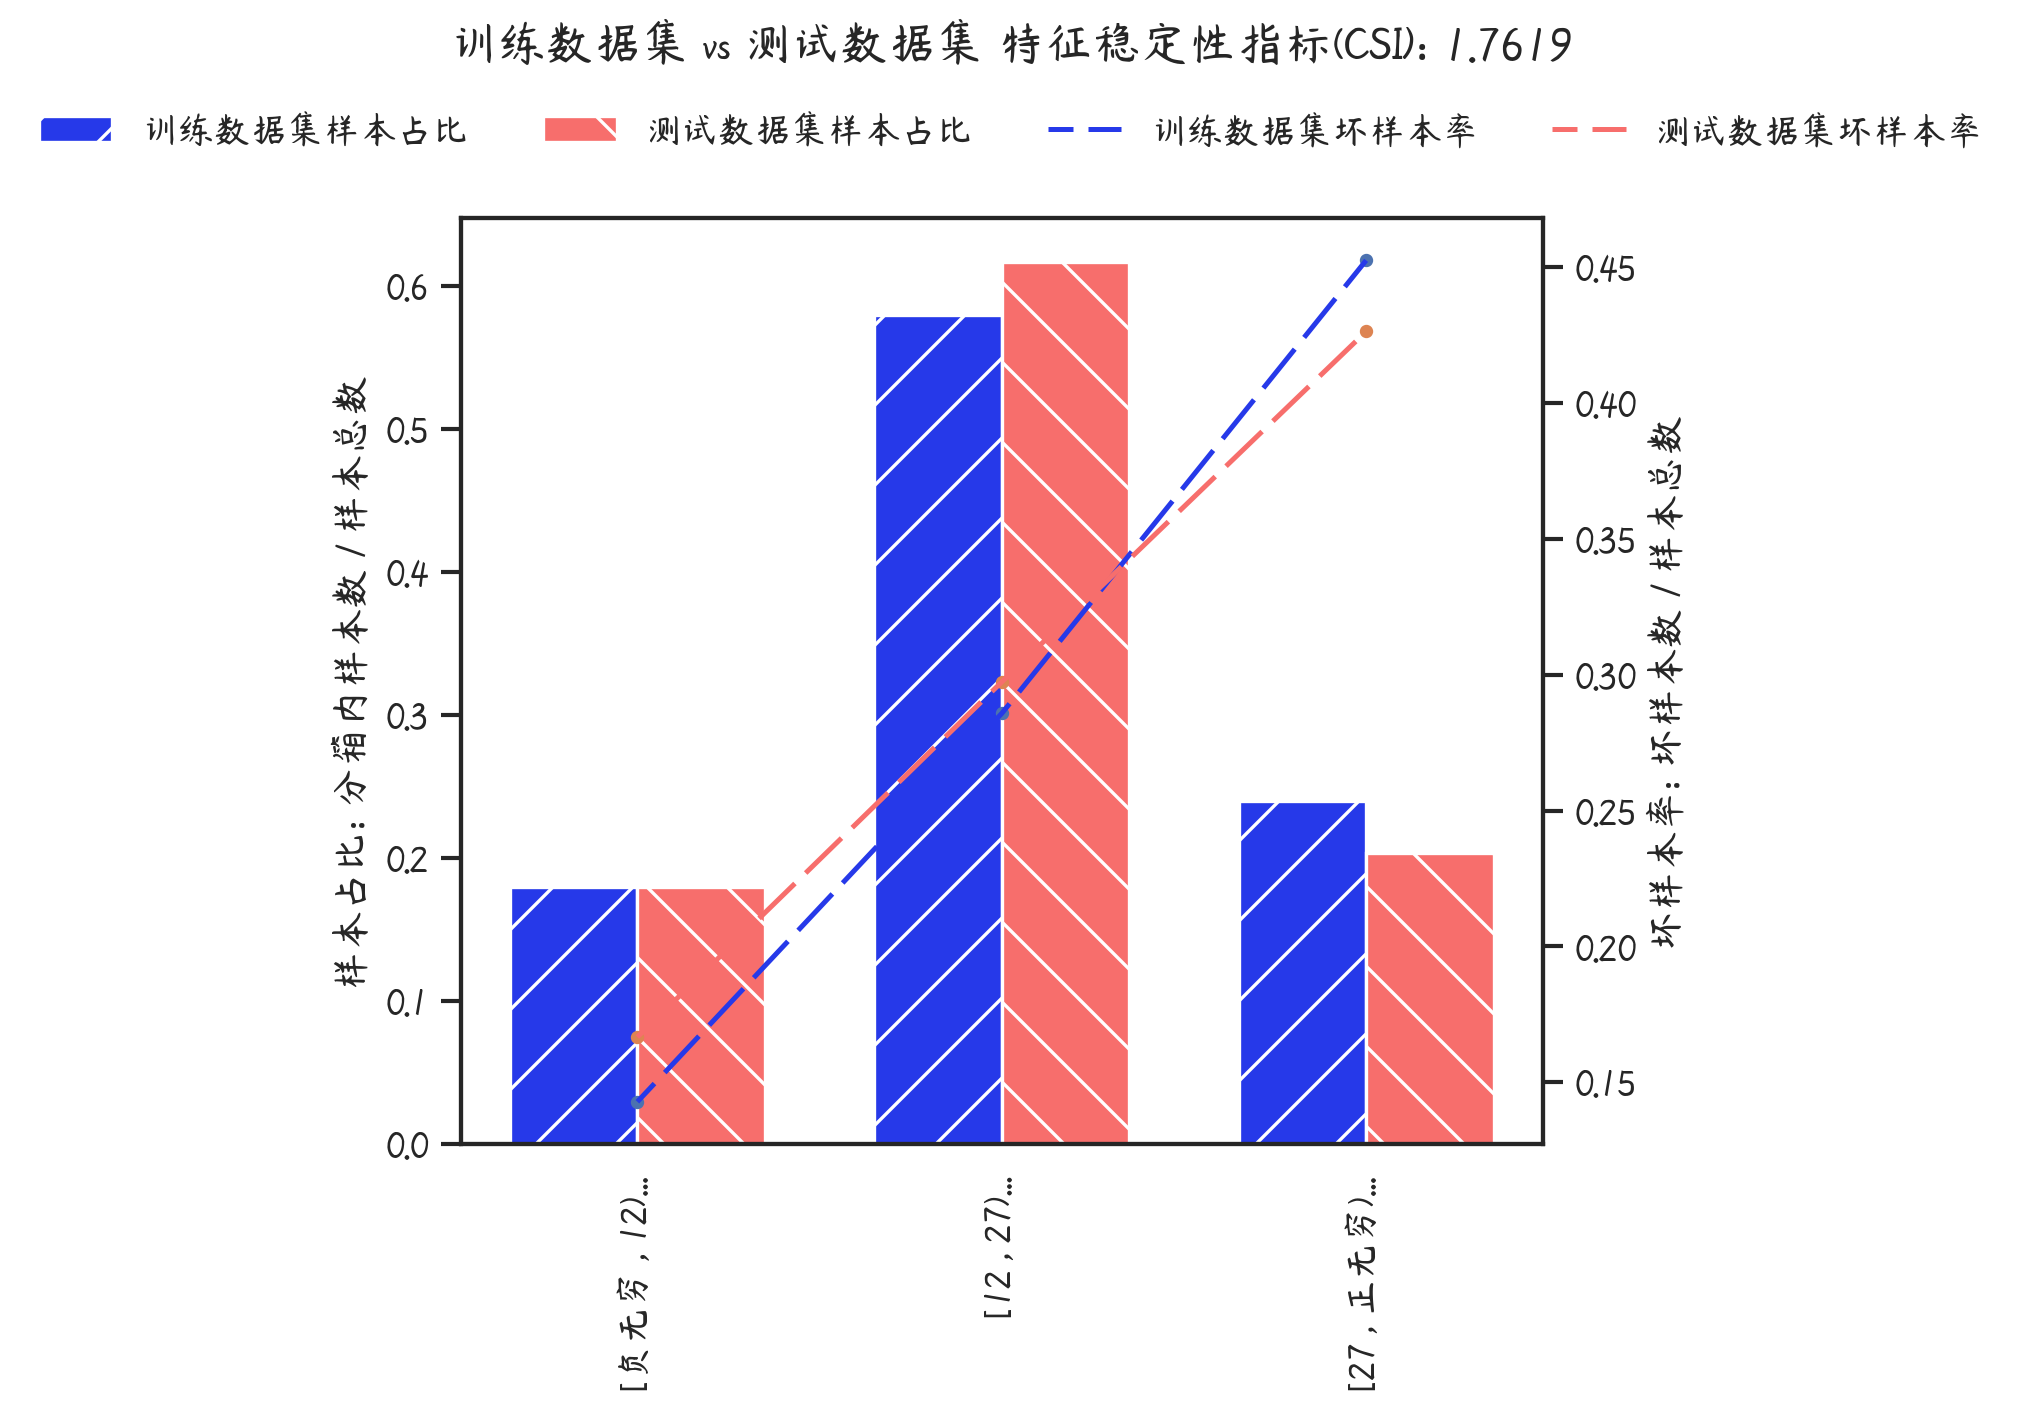 训练数据集 vs 测试数据集 特征稳定性指标(CSI): 1.7619
训练数据集样本占比 测试数据集样本占比 训练数据集坏样本率 测试数据集坏样本率
样本占比: 分箱内样本数 / 样本总数
0.6
0.5
0.4
0.3
0.2
0.1
0.0
0.45
0.40
0.35
0.30
0.25
0.20
0.15
坏样本率: 坏样本数 / 样本总数
[负无穷 , 12)...
[12 , 27)...
[27 , 正无穷)...